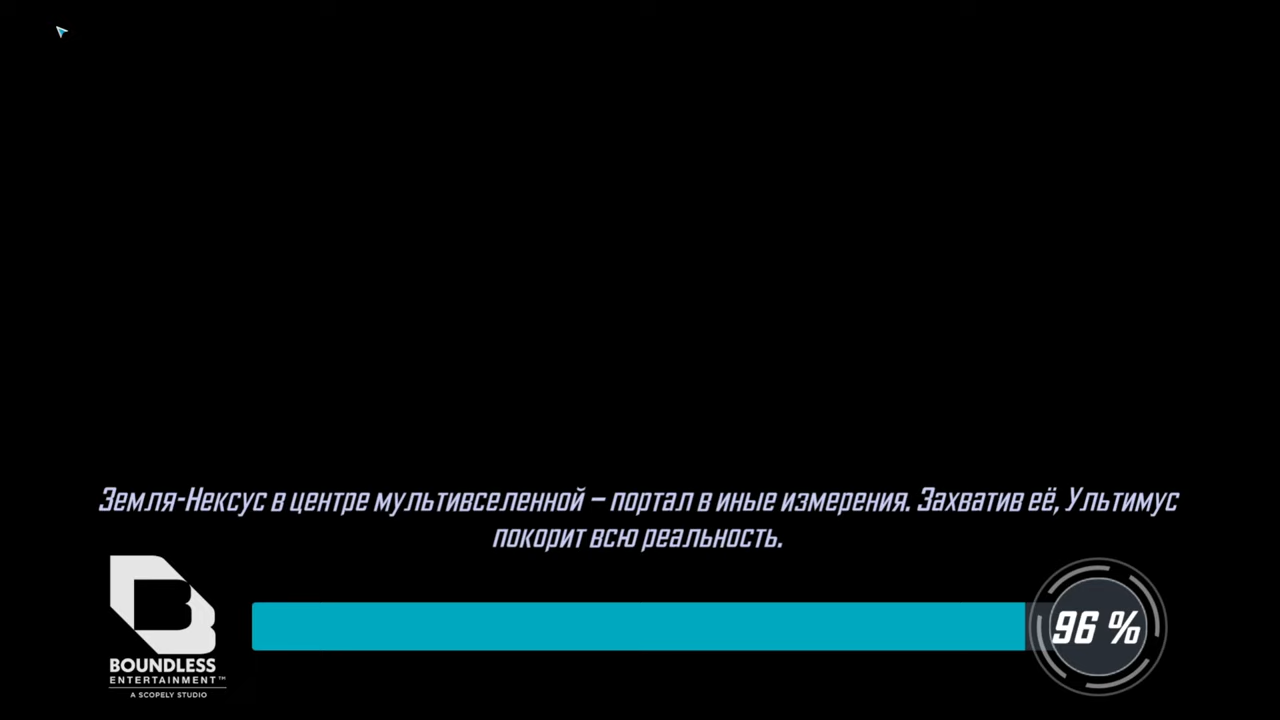 Земля-Нексус в центре мультивселенной – портал в иные измерения. Захватив её, Ультимус
покорит всю реальность.
96 %
BOUNDLESS
ENTERTAINMENT™
A SCOPELY STUDIO